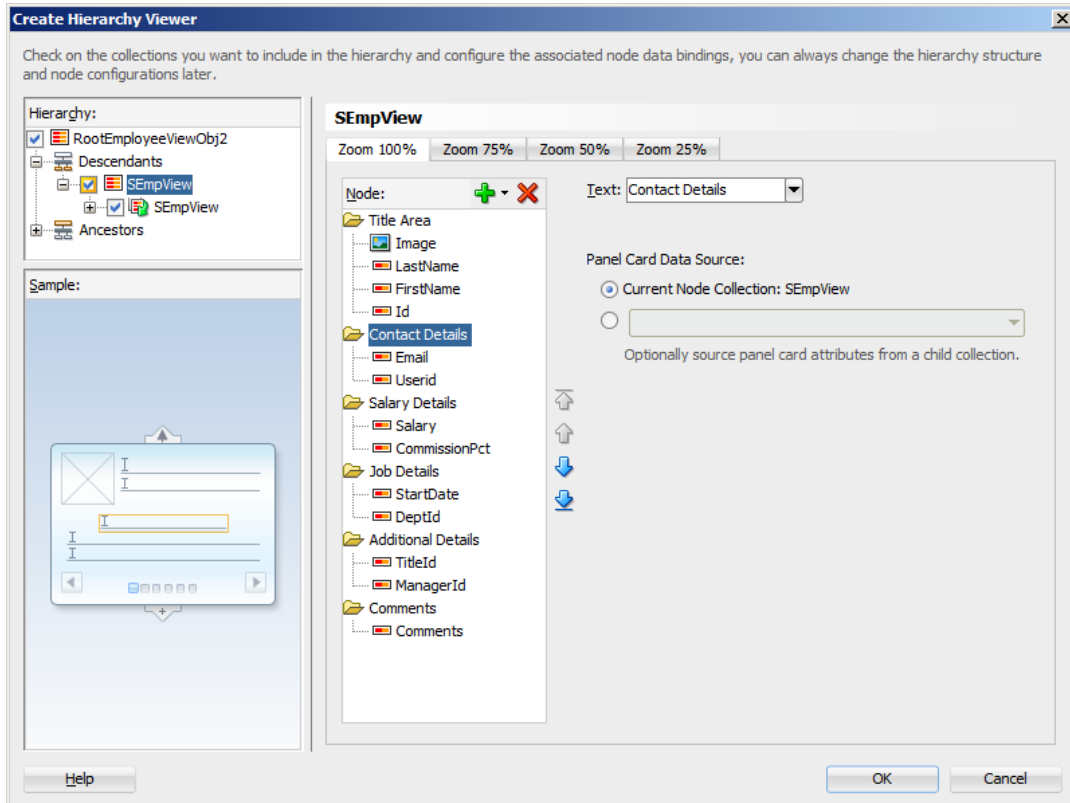 Create Hierarchy Viewer
Check on the collections you want to include in the hierarchy and configure the associated node data bindings, you can always change the hierarchy structure
and node configurations later.
Hierarchy:
RootEmployeeViewObj2
Descendants
SEmpView
SEmpView
Ancestors
Sample:
SEmpView
Zoom 100% Zoom 75% Zoom 50% Zoom 25%
Node:
Title Area
Image
LastName
FirstName
Id
Contact Details
Email
Userid
Salary Details
Salary
CommissionPct
Job Details
StartDate
DeptId
Additional Details
TitleId
ManagerId
Comments
Comments
Text: Contact Details
Panel Card Data Source:
Current Node Collection: SEmpView
Optionally source panel card attributes from a child collection.
Help OK Cancel